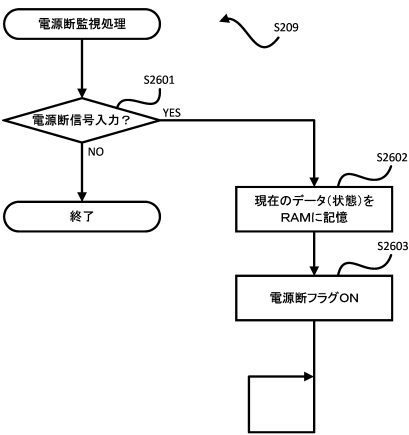 電源断監視処理
S209
S2601
電源断信号入力？
YES
NO
S2602
現在のデータ（状態）を
ＲＡＭに記憶
終了
S2603
電源断フラグＯＮ